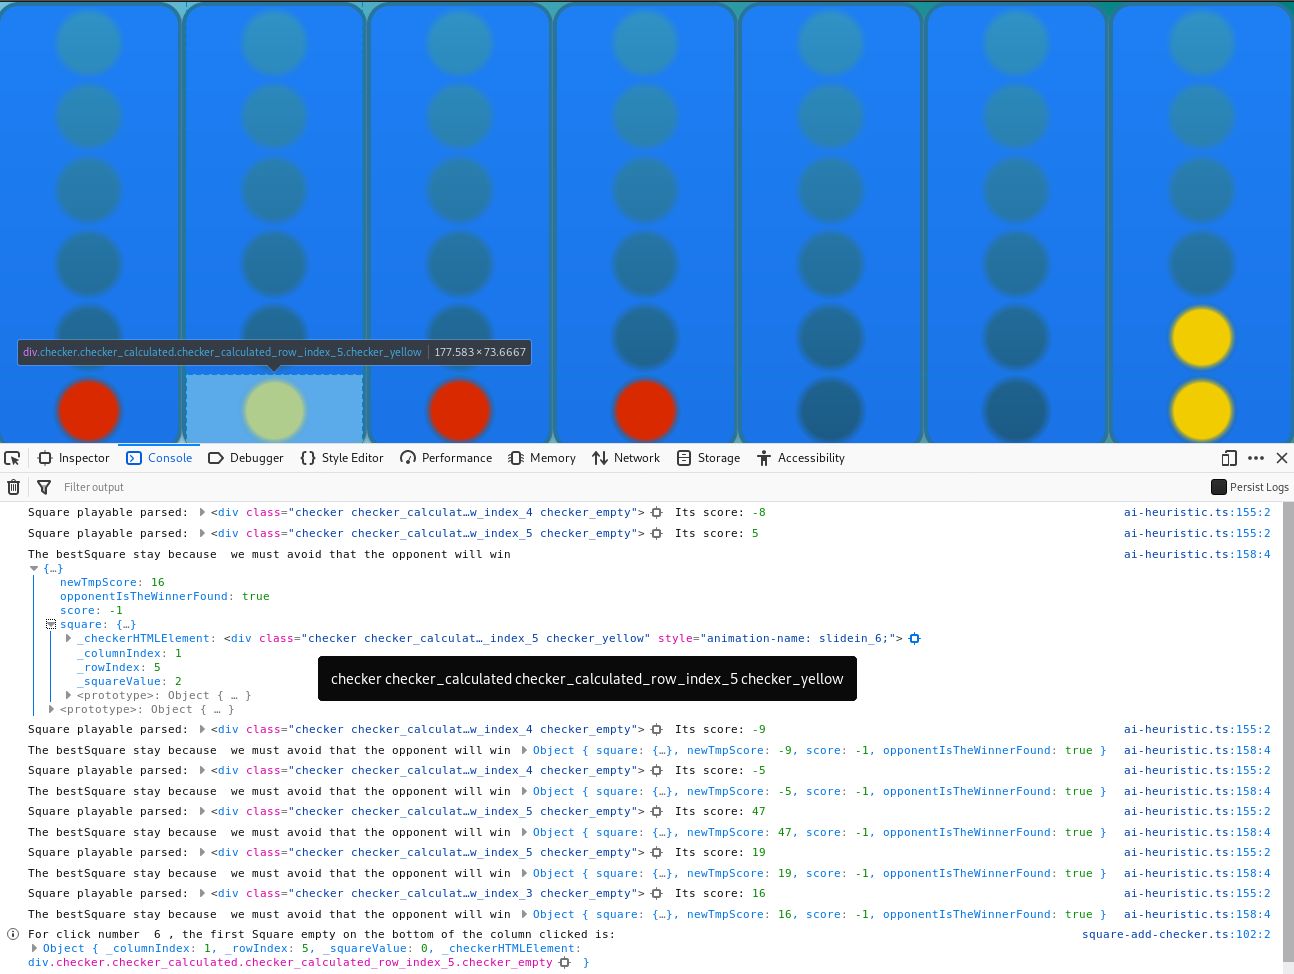 div.checker.checker_calculated.checker_calculated_row_index_5.checker_yellow 177.583 × 73.6667
Inspector Console Debugger Style Editor Performance Memory Network Storage Accessibility
Filter output Persist Logs
Square playable parsed: <div class="checker checker_calculat…w_index_4 checker_empty"> Its score: -8 ai-heuristic.ts:155:2
Square playable parsed: <div class="checker checker_calculat…w_index_5 checker_empty"> Its score: 5 ai-heuristic.ts:155:2
The bestSquare stay because  we must avoid that the opponent will win ai-heuristic.ts:158:4
{…}
newTmpScore: 16
opponentIsTheWinnerFound: true
score: -1
square: {…}
_checkerHTMLElement: <div class="checker checker_calculat…_index_5 checker_yellow" style="animation-name: slidein_6;">
_columnIndex: 1
_rowIndex: 5
_squareValue: 2
<prototype>: Object { … }
<prototype>: Object { … }
checker checker_calculated checker_calculated_row_index_5 checker_yellow
Square playable parsed: <div class="checker checker_calculat…w_index_4 checker_empty"> Its score: -9 ai-heuristic.ts:155:2
The bestSquare stay because  we must avoid that the opponent will win Object { square: {…}, newTmpScore: -9, score: -1, opponentIsTheWinnerFound: true } ai-heuristic.ts:158:4
Square playable parsed: <div class="checker checker_calculat…w_index_4 checker_empty"> Its score: -5 ai-heuristic.ts:155:2
The bestSquare stay because  we must avoid that the opponent will win Object { square: {…}, newTmpScore: -5, score: -1, opponentIsTheWinnerFound: true } ai-heuristic.ts:158:4
Square playable parsed: <div class="checker checker_calculat…w_index_5 checker_empty"> Its score: 47 ai-heuristic.ts:155:2
The bestSquare stay because  we must avoid that the opponent will win Object { square: {…}, newTmpScore: 47, score: -1, opponentIsTheWinnerFound: true } ai-heuristic.ts:158:4
Square playable parsed: <div class="checker checker_calculat…w_index_5 checker_empty"> Its score: 19 ai-heuristic.ts:155:2
The bestSquare stay because  we must avoid that the opponent will win Object { square: {…}, newTmpScore: 19, score: -1, opponentIsTheWinnerFound: true } ai-heuristic.ts:158:4
Square playable parsed: <div class="checker checker_calculat…w_index_3 checker_empty"> Its score: 16 ai-heuristic.ts:155:2
The bestSquare stay because  we must avoid that the opponent will win Object { square: {…}, newTmpScore: 16, score: -1, opponentIsTheWinnerFound: true } ai-heuristic.ts:158:4
For click number  6 , the first Square empty on the bottom of the column clicked is: square-add-checker.ts:102:2
Object { _columnIndex: 1, _rowIndex: 5, _squareValue: 0, _checkerHTMLElement:
div.checker.checker_calculated.checker_calculated_row_index_5.checker_empty }